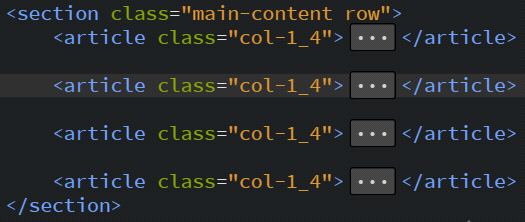 <section class="main-content row">
<article class="col-1_4">...</article>
<article class="col-1_4">...</article>
<article class="col-1_4">...</article>
<article class="col-1_4">...</article>
</section>